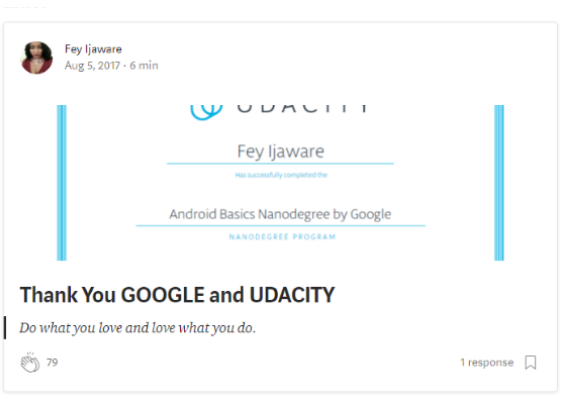 Fey Ijaware
Aug 5, 2017 · 6 min
UDACITY
Fey Ijaware
Has successfully completed the
Android Basics Nanodegree by Google
NANODEGREE PROGRAM
Thank You GOOGLE and UDACITY
Do what you love and love what you do.
79
1 response